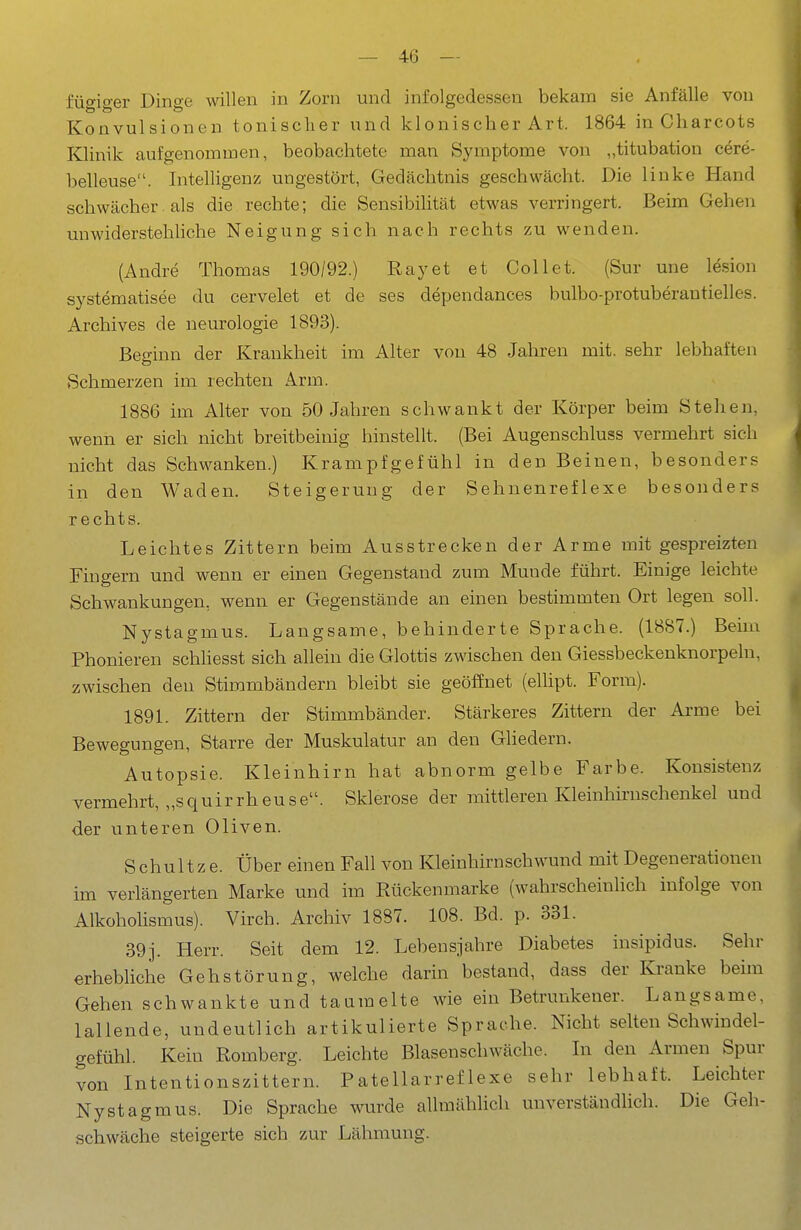 — 46 —
fügiger Dinge willen in Zorn und infolgedessen bekam sie Anfälle von
Konvulsionen tonischer und klonischer Art. 1864 in Charcots
Klinik aufgenommen, beobachtete man Symptome von „titubation céré-
belleuse“. Intelligenz ungestört, Gedächtnis geschwächt. Die linke Hand
schwächer als die rechte; die Sensibilität etwas verringert. Beim Gehen
unwiderstehliche Neigung sich nach rechts zu wenden.
(André Thomas 190/92.) Rayet et Collet. (Sur une lésion
systématisée du cervelet et de ses dépendances bulbo-protubérantielles.
Archives de neurologie 1893).
Beginn der Krankheit im Alter von 48 Jahren mit. sehr lebhaften
Schmerzen im rechten Arm.
1886 im Alter von 50 Jahren schwankt der Körper beim Stehen,
wenn er sich nicht breitbeinig hinstellt. (Bei Augenschluss vermehrt sich
nicht das Schwanken.) Krampfgefühl in den Beinen, besonders
in den Waden. Steigerung der Sehnenreflexe besonders
rechts.
Leichtes Zittern beim Ausstrecken der Arme mit gespreizten
Fingern und wenn er einen Gegenstand zum Munde führt. Einige leichte
Schwankungen, wenn er Gegenstände an einen bestimmten Ort legen soll.
Nystagmus. Langsame, behinderte Sprache. (1887.) Beim
Phonieren schliesst sich allein die Glottis zwischen den Giessbeckenknorpeln,
zwischen den Stimmbändern bleibt sie geöffnet (ellipt. Form).
1891. Zittern der Stimmbänder. Stärkeres Zittern der Arme bei
Bewegungen, Starre der Muskulatur an den Gliedern.
Autopsie. Kleinhirn hat abnorm gelbe Farbe. Konsistenz
vermehrt, „squirrheuse“. Sklerose der mittleren Kleinhirnschenkel und
der unteren Oliven.
Schultze. Über einen Fall von Kleinhirnschwund mit Degenerationen
im verlängerten Marke und im Rückenmarke (wahrscheinlich infolge von
Alkoholismus). Virch. Archiv 1887. 108. Bd. p. 331.
39j. Herr. Seit dem 12. Lebensjahre Diabetes insipidus. Sehr
erhebliche Gehstörung, welche darin bestand, dass der Kranke beim
Gehen schwankte und taumelte wie ein Betrunkener. Langsame,
lallende, undeutlich artikulierte Sprache. Nicht selten Schwindel-
gefühl. Kein Romberg. Leichte Blasenschwäche. In den Armen Spur
von Intentionszittern. Patellarreflexe sehr lebhaft. Leichter
Nystagmus. Die Sprache wurde allmählich unverständlich. Die Geh-
schwäche steigerte sich zur Lähmung.